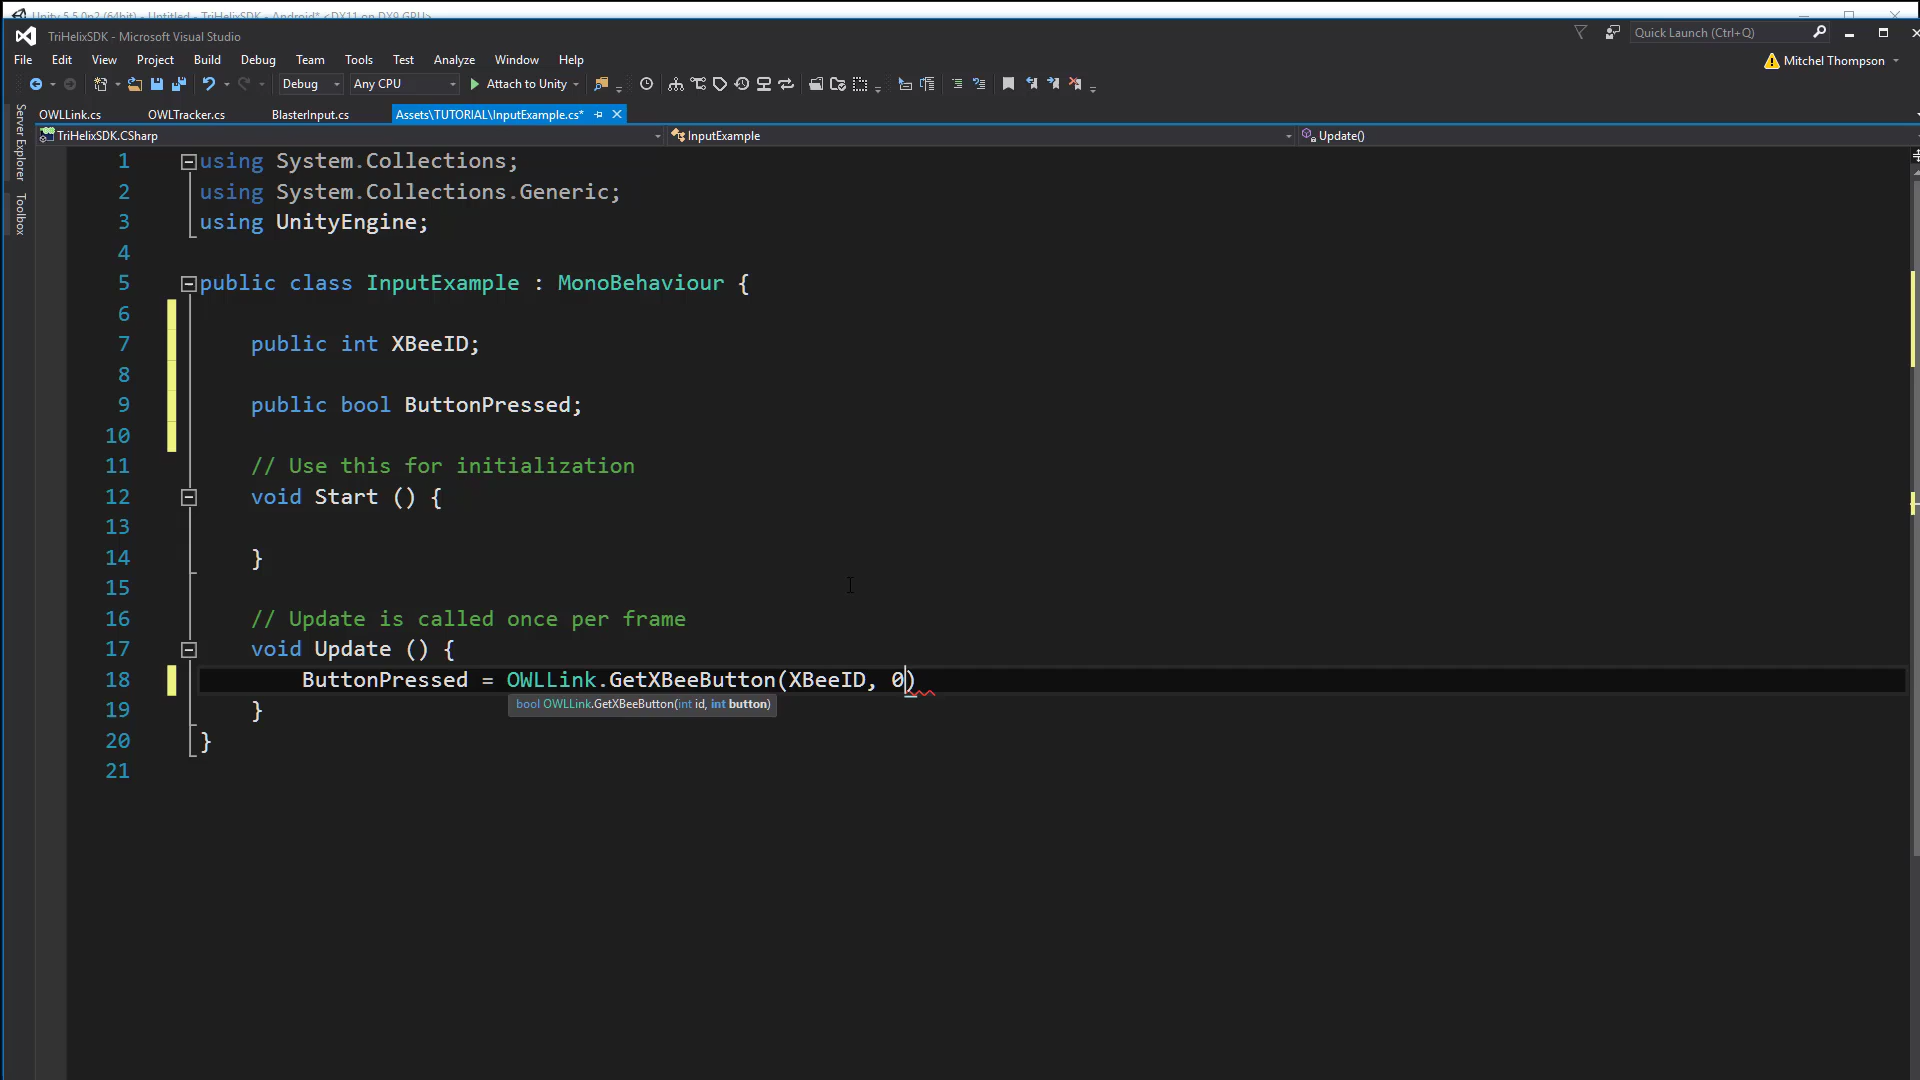 Unity 5.5.0p2 (64bit) - Untitled - TriHelixSDK - Android* <DX11 on DX9 GPU>
TriHelixSDK - Microsoft Visual Studio
Quick Launch (Ctrl+Q)
File Edit View Project Build Debug Team Tools Test Analyze Window Help
Mitchel Thompson
Debug Any CPU Attach to Unity
OWLLink.cs OWLTracker.cs BlasterInput.cs Assets\TUTORIAL\InputExample.cs*
TriHelixSDK.CSharp InputExample Update()
Server Explorer
Toolbox
1 using System.Collections;
2 using System.Collections.Generic;
3 using UnityEngine;
4
5 public class InputExample : MonoBehaviour {
6
7 public int XBeeID;
8
9 public bool ButtonPressed;
10
11 // Use this for initialization
12 void Start () {
13
14 }
15
16 // Update is called once per frame
17 void Update () {
18 ButtonPressed = OWLLink.GetXBeeButton(XBeeID, 0)
bool OWLLink.GetXBeeButton(int id, int button)
19 }
20 }
21